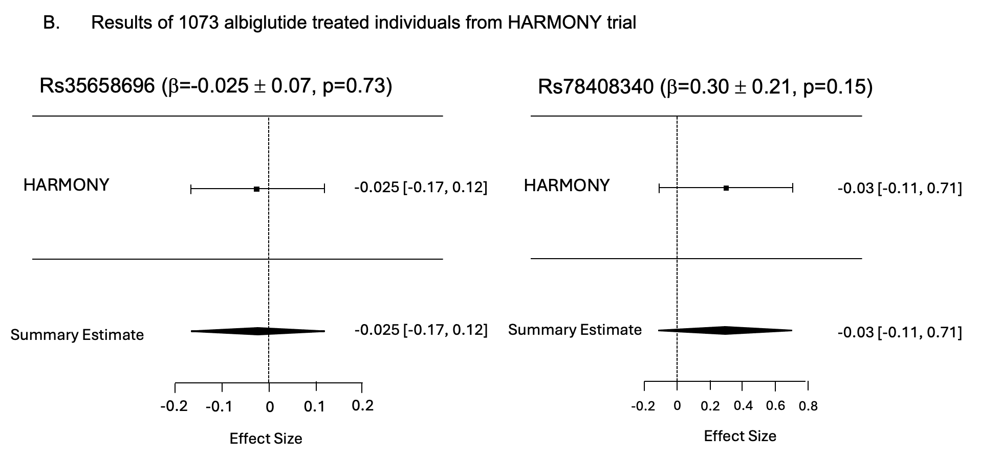 B. Results of 1073 albiglutide treated individuals from HARMONY trial
Rs35658696 (β=-0.025 ± 0.07, p=0.73)
HARMONY
-0.025 [-0.17, 0.12]
Summary Estimate
-0.025 [-0.17, 0.12]
-0.2 -0.1 0 0.1 0.2
Effect Size
Rs78408340 (β=0.30 ± 0.21, p=0.15)
HARMONY
-0.03 [-0.11, 0.71]
Summary Estimate
-0.03 [-0.11, 0.71]
-0.2 0 0.2 0.4 0.6 0.8
Effect Size